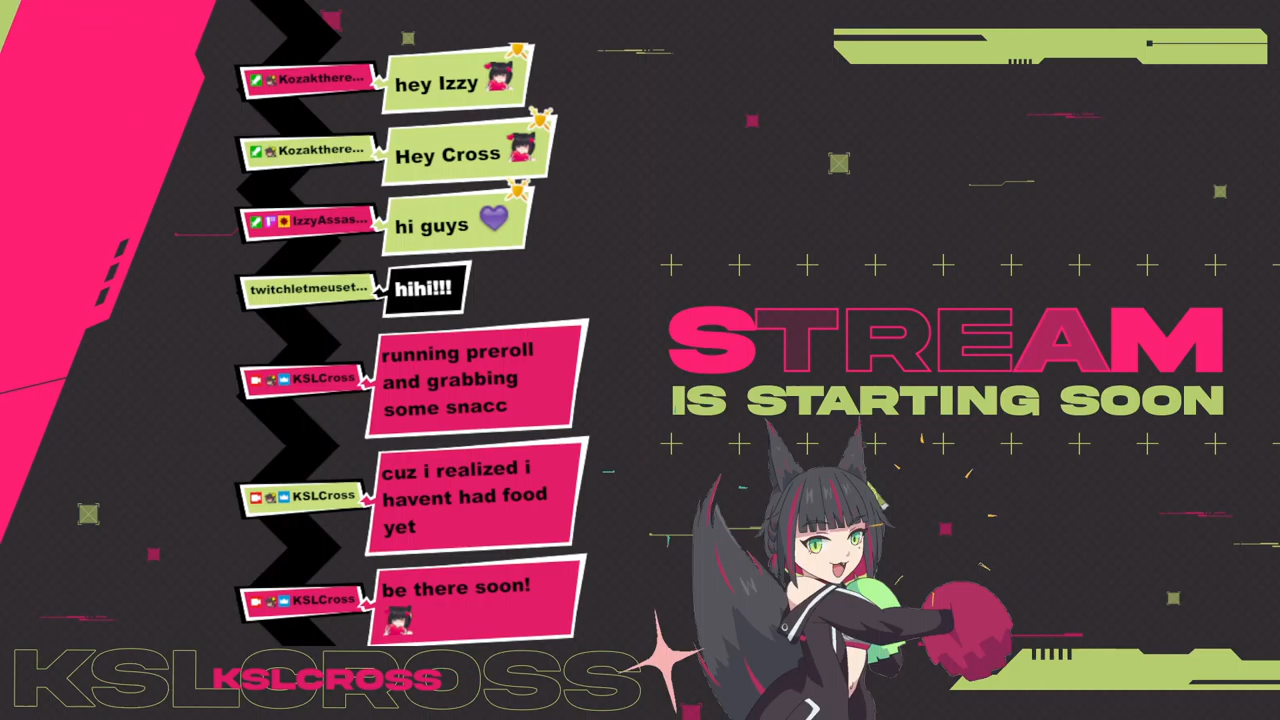 Kozakthere...
hey Izzy
Kozakthere...
Hey Cross
IzzyAssas...
hi guys
twitchletmeuset...
hihi!!!
KSLCross
running preroll
and grabbing
some snacc
KSLCross
cuz i realized i
havent had food
yet
KSLCross
be there soon!
STREAM
IS STARTING SOON
KSLCROSS
KSLCROSS